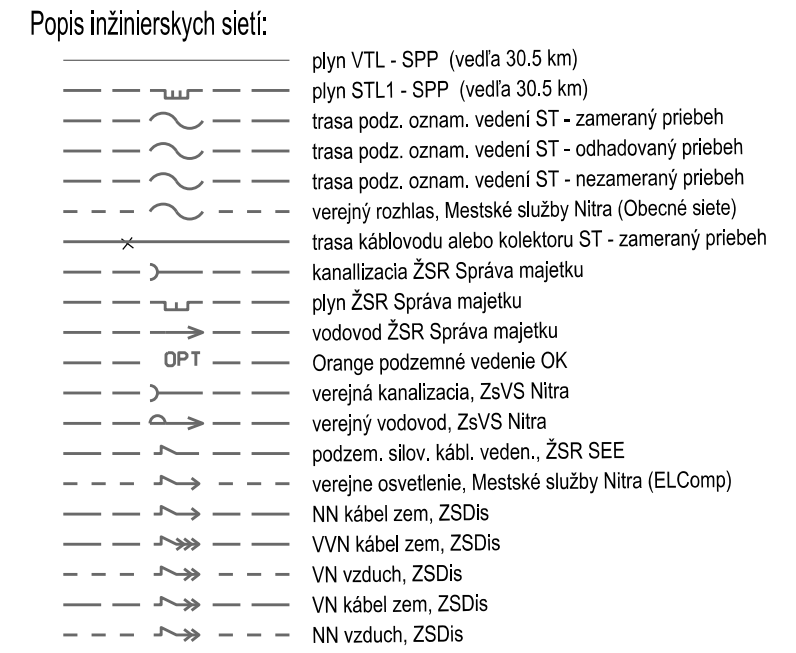 Popis inžinierskych sietí:
plyn VTL - SPP (vedľa 30.5 km)
plyn STL1 - SPP (vedľa 30.5 km)
trasa podz. oznam. vedení ST - zameraný priebeh
trasa podz. oznam. vedení ST - odhadovaný priebeh
trasa podz. oznam. vedení ST - nezameraný priebeh
verejný rozhlas, Mestské služby Nitra (Obecné siete)
trasa káblovodu alebo kolektoru ST - zameraný priebeh
kanallizacia ŽSR Správa majetku
plyn ŽSR Správa majetku
vodovod ŽSR Správa majetku
OPT Orange podzemné vedenie OK
verejná kanalizacia, ZsVS Nitra
verejný vodovod, ZsVS Nitra
podzem. silov. kábl. veden., ŽSR SEE
verejne osvetlenie, Mestské služby Nitra (ELComp)
NN kábel zem, ZSDis
VVN kábel zem, ZSDis
VN vzduch, ZSDis
VN kábel zem, ZSDis
NN vzduch, ZSDis